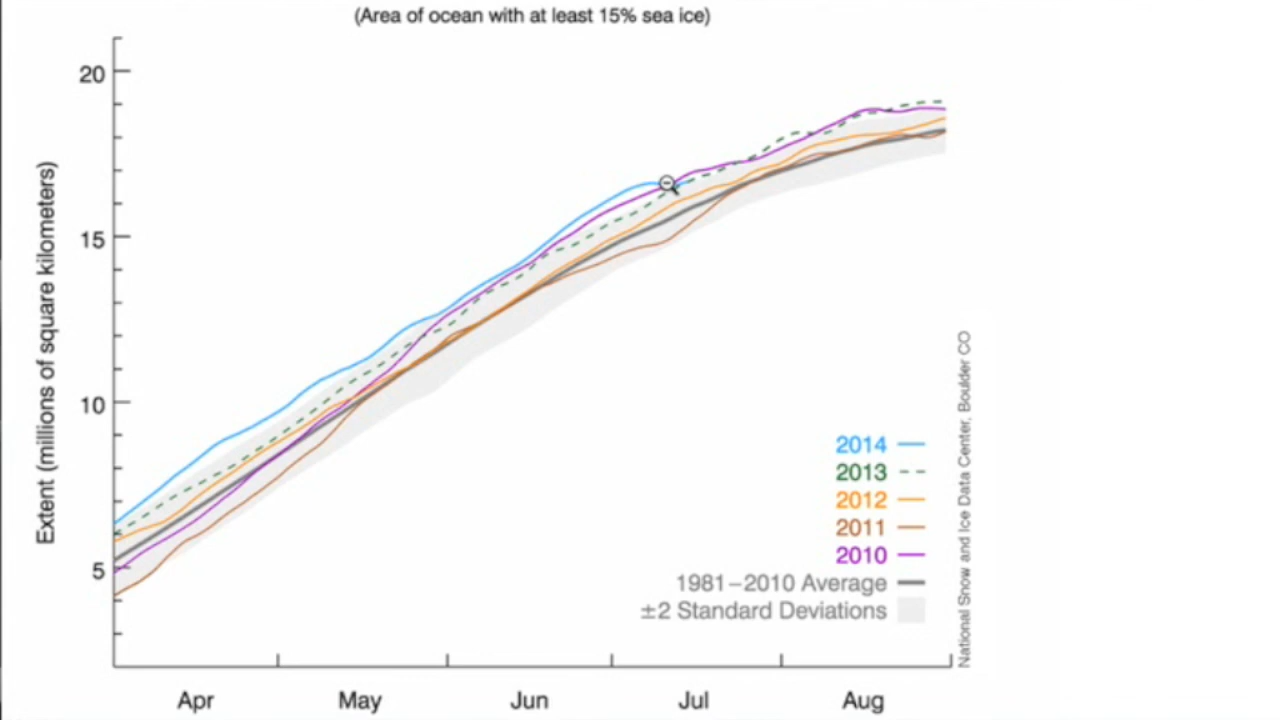 (Area of ocean with at least 15% sea ice)
Extent (millions of square kilometers)
20
15
10
5
Apr
May
Jun
Jul
Aug
2014
2013
2012
2011
2010
1981–2010 Average
±2 Standard Deviations
National Snow and Ice Data Center, Boulder CO